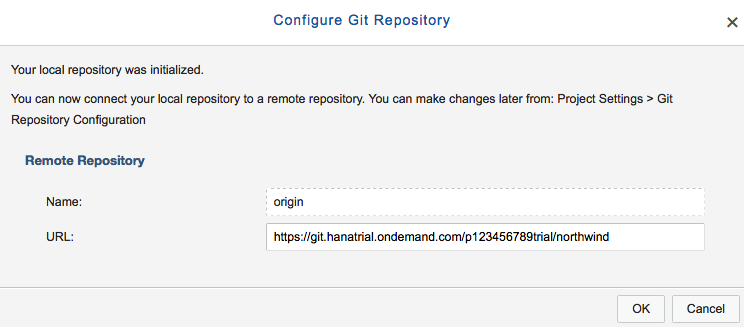 Configure Git Repository
Your local repository was initialized.
You can now connect your local repository to a remote repository. You can make changes later from: Project Settings > Git
Repository Configuration
Remote Repository
Name: origin
URL: https://git.hanatrial.ondemand.com/p123456789trial/northwind
OK Cancel